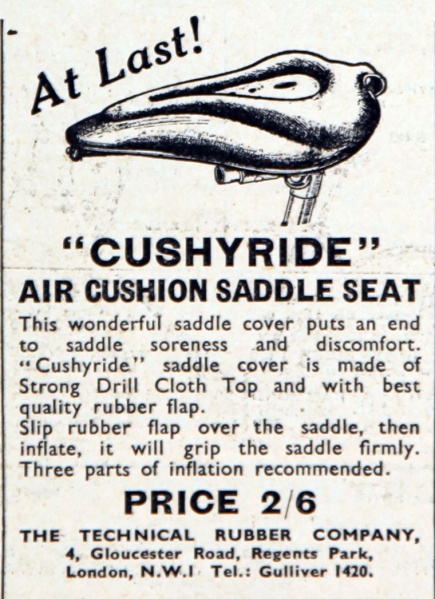 At Last!
"CUSHYRIDE"
AIR CUSHION SADDLE SEAT
This wonderful saddle cover puts an end
to saddle soreness and discomfort.
"Cushyride" saddle cover is made of
Strong Drill Cloth Top and with best
quality rubber flap.
Slip rubber flap over the saddle, then
inflate, it will grip the saddle firmly.
Three parts of inflation recommended.
PRICE 2/6
THE TECHNICAL RUBBER COMPANY,
4, Gloucester Road, Regents Park,
London, N.W.1 Tel.: Gulliver 1420.